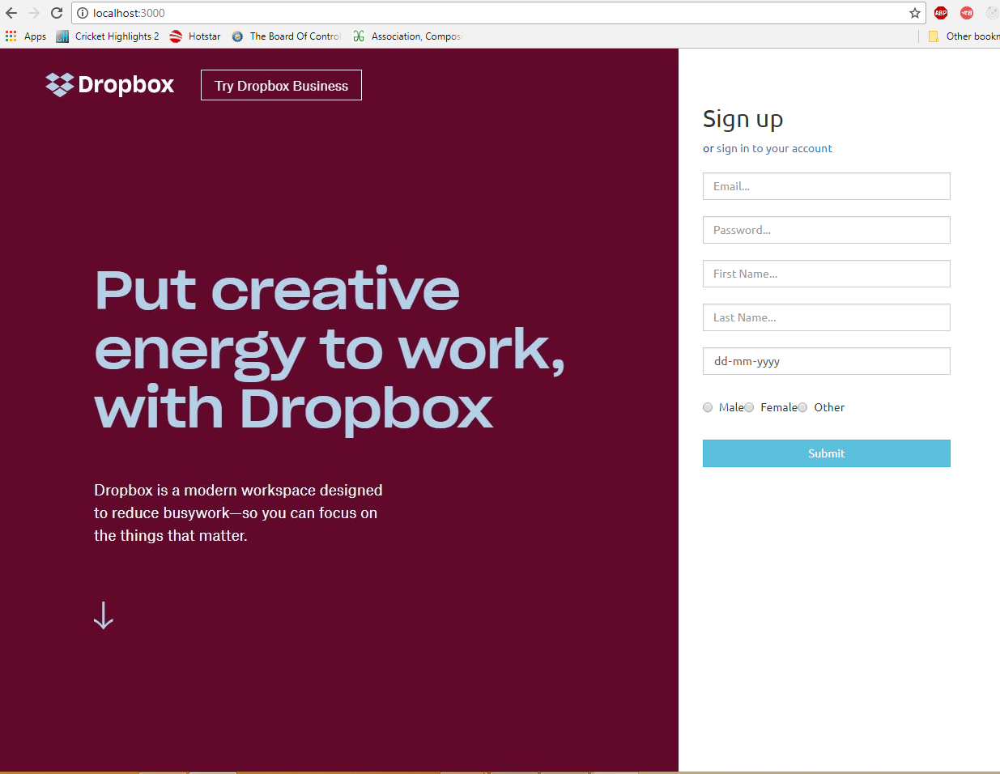 localhost:3000
ABP
Apps
Cricket Highlights 2
Hotstar
The Board Of Control
Association, Compos
Other bookm
Dropbox
Try Dropbox Business
Put creative
energy to work,
with Dropbox
Dropbox is a modern workspace designed
to reduce busywork—so you can focus on
the things that matter.
Sign up
or sign in to your account
Email...
Password...
First Name...
Last Name...
dd-mm-yyyy
Male Female Other
Submit